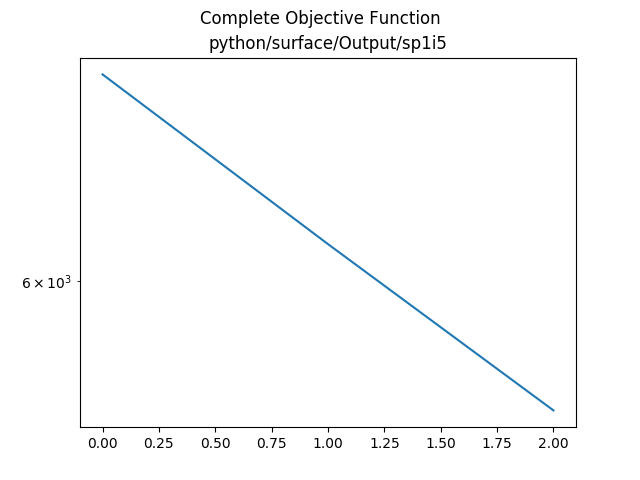 Complete Objective Function
python/surface/Output/sp1i5
6 × 10³
0.00 0.25 0.50 0.75 1.00 1.25 1.50 1.75 2.00